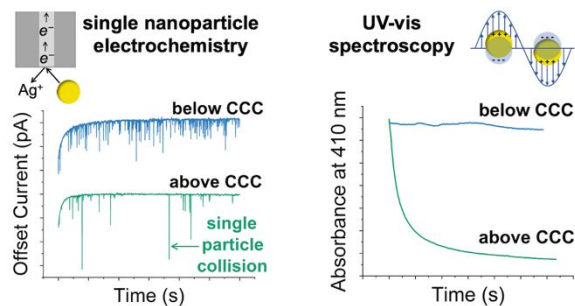 single nanoparticle
electrochemistry
e-
e-
Ag+
below CCC
above CCC
single
particle
collision
Offset Current (pA)
Time (s)
UV-vis
spectroscopy
below CCC
above CCC
Absorbance at 410 nm
Time (s)